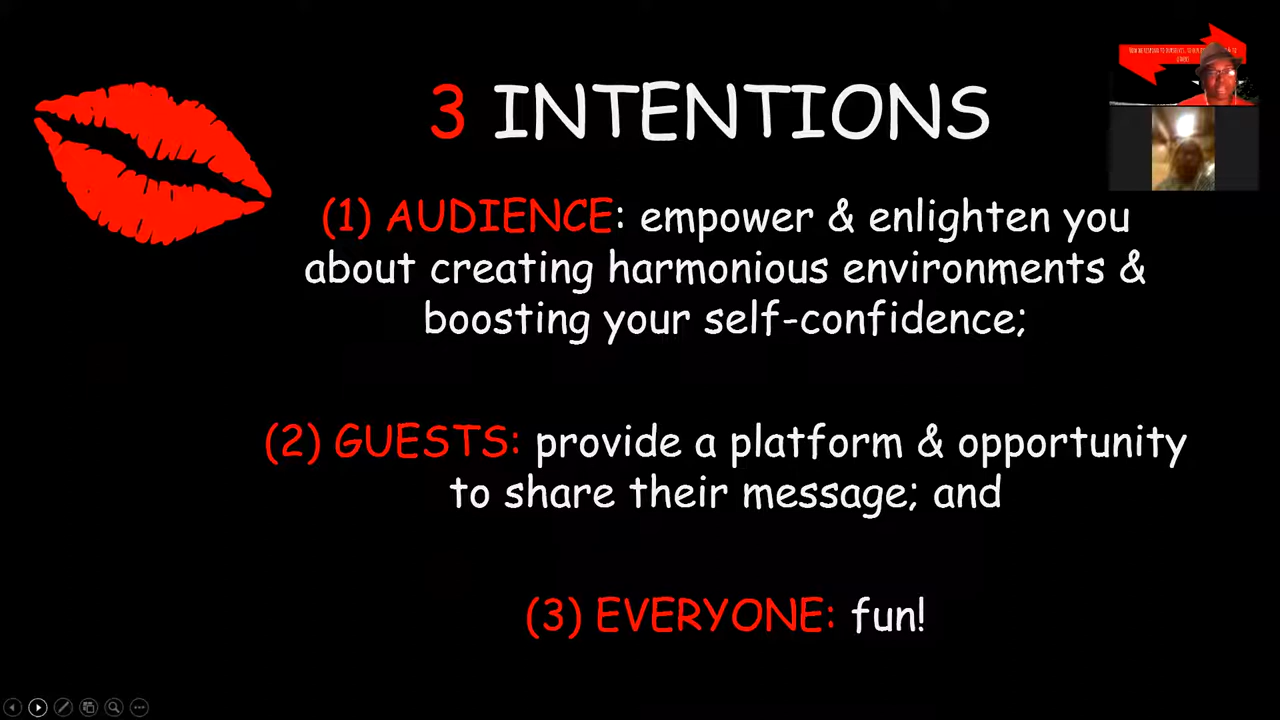 3 INTENTIONS
(1) AUDIENCE: empower & enlighten you
about creating harmonious environments &
boosting your self-confidence;
(2) GUESTS: provide a platform & opportunity
to share their message; and
(3) EVERYONE: fun!